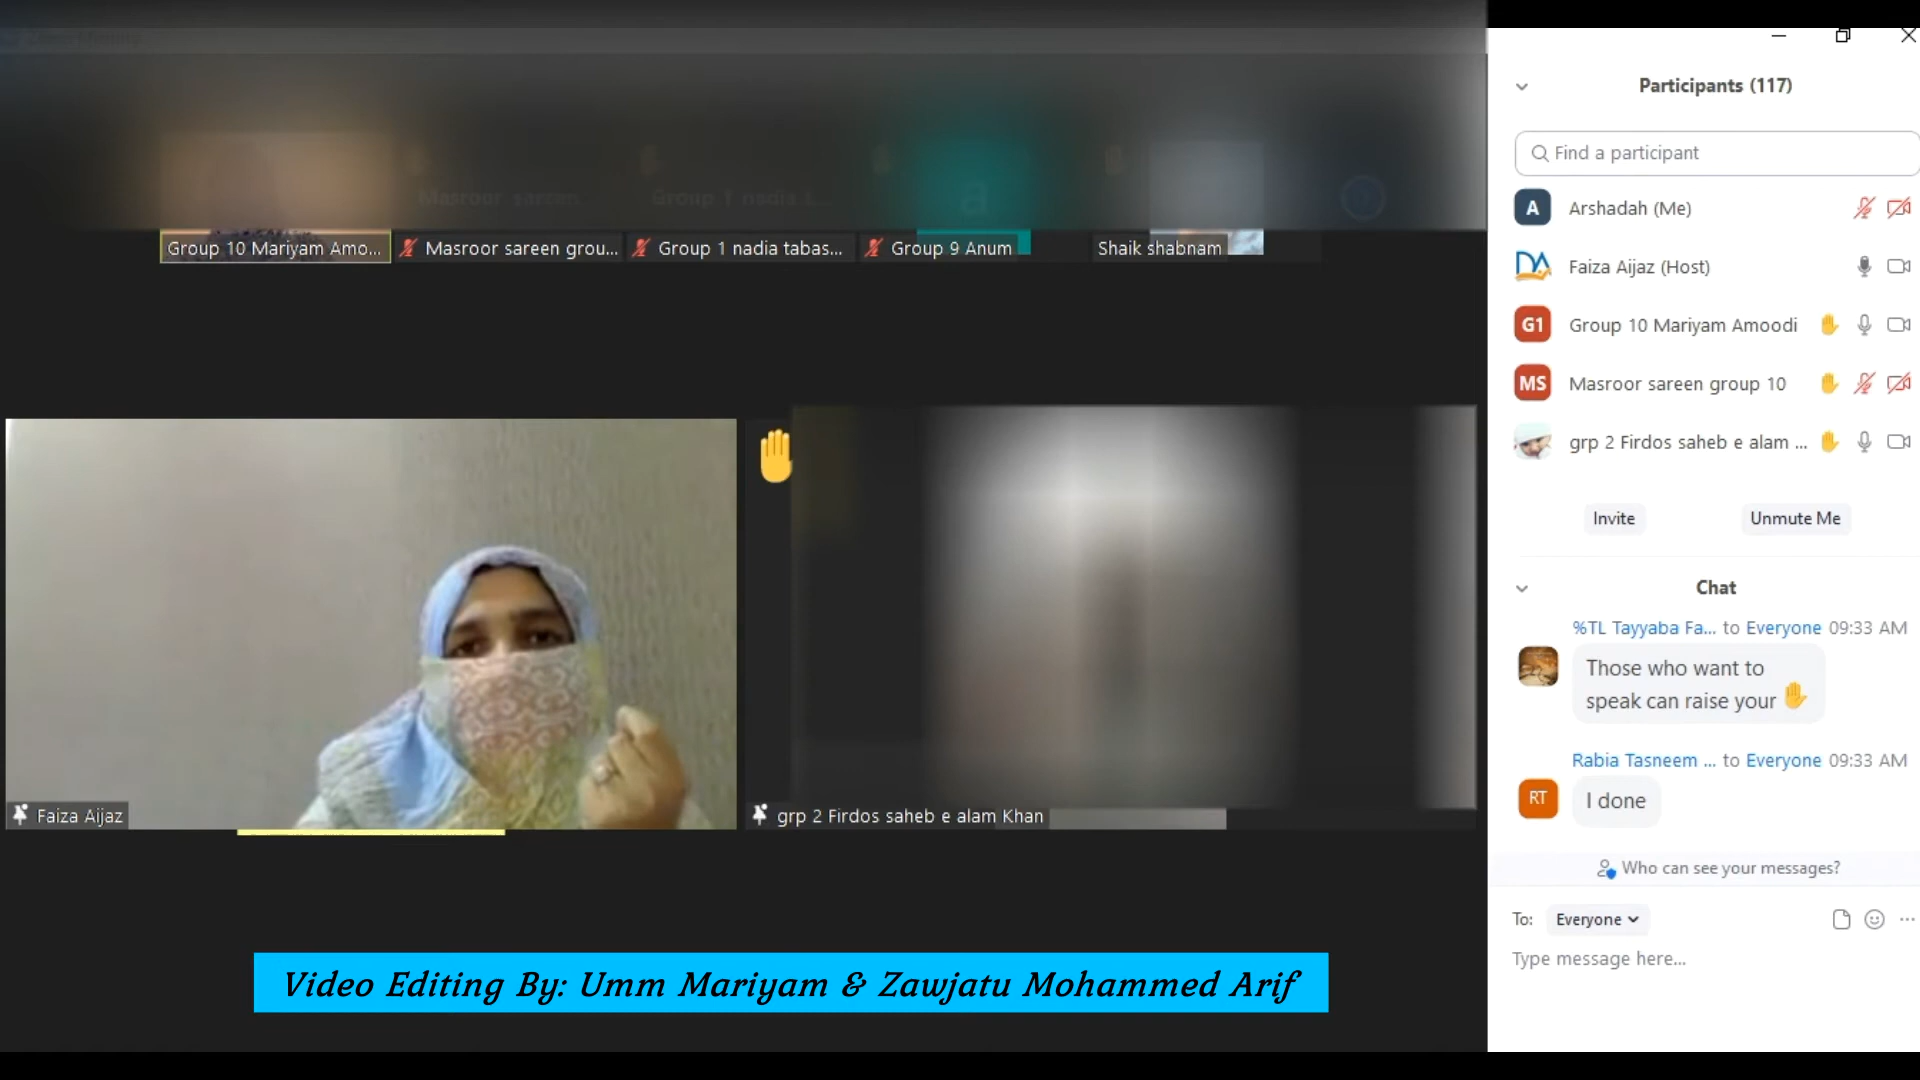 Group 10 Mariyam Amo...
Masroor sareen grou...
Group 1 nadia tabas...
Group 9 Anum
Shaik shabnam
Faiza Aijaz
grp 2 Firdos saheb e alam Khan
Video Editing By: Umm Mariyam & Zawjatu Mohammed Arif
Participants (117)
Find a participant
A
Arshadah (Me)
DA
Faiza Aijaz (Host)
G1
Group 10 Mariyam Amoodi
MS
Masroor sareen group 10
grp 2 Firdos saheb e alam ...
Invite
Unmute Me
Chat
%TL Tayyaba Fa... to Everyone 09:33 AM
Those who want to
speak can raise your ✋
Rabia Tasneem ... to Everyone 09:33 AM
RT
I done
Who can see your messages?
To: Everyone
Type message here...